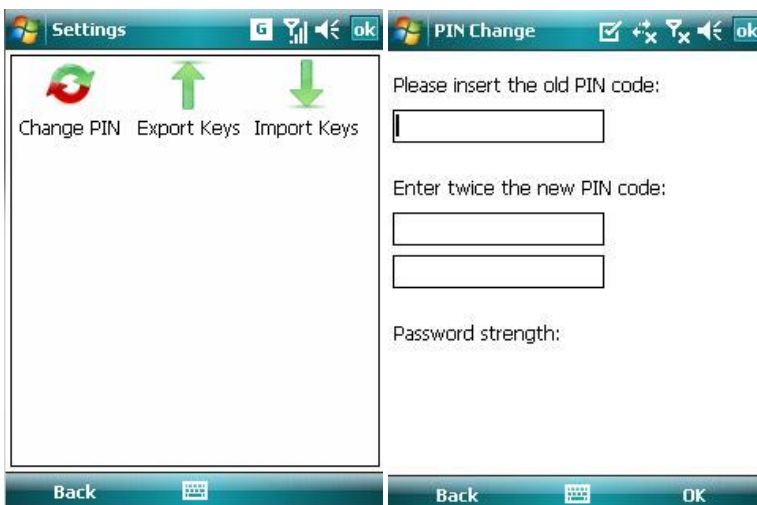 Settings G ok
Change PIN Export Keys Import Keys
Back
PIN Change ok
Please insert the old PIN code:
Enter twice the new PIN code:
Password strength:
Back OK